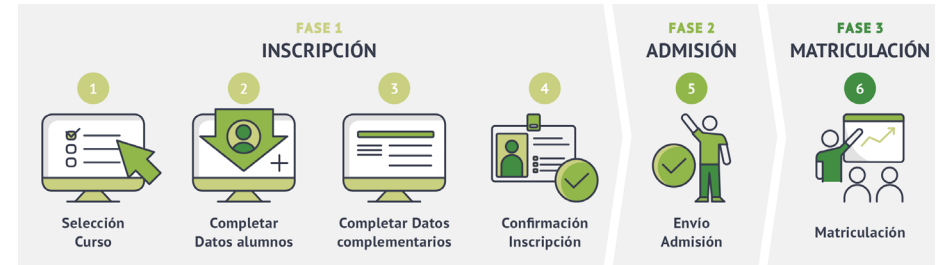 FASE 1
INSCRIPCIÓN
1
Selección
Curso
2
Completar
Datos alumnos
3
Completar Datos
complementarios
4
Confirmación
Inscripción
FASE 2
ADMISIÓN
5
Envío
Admisión
FASE 3
MATRICULACIÓN
6
Matriculación